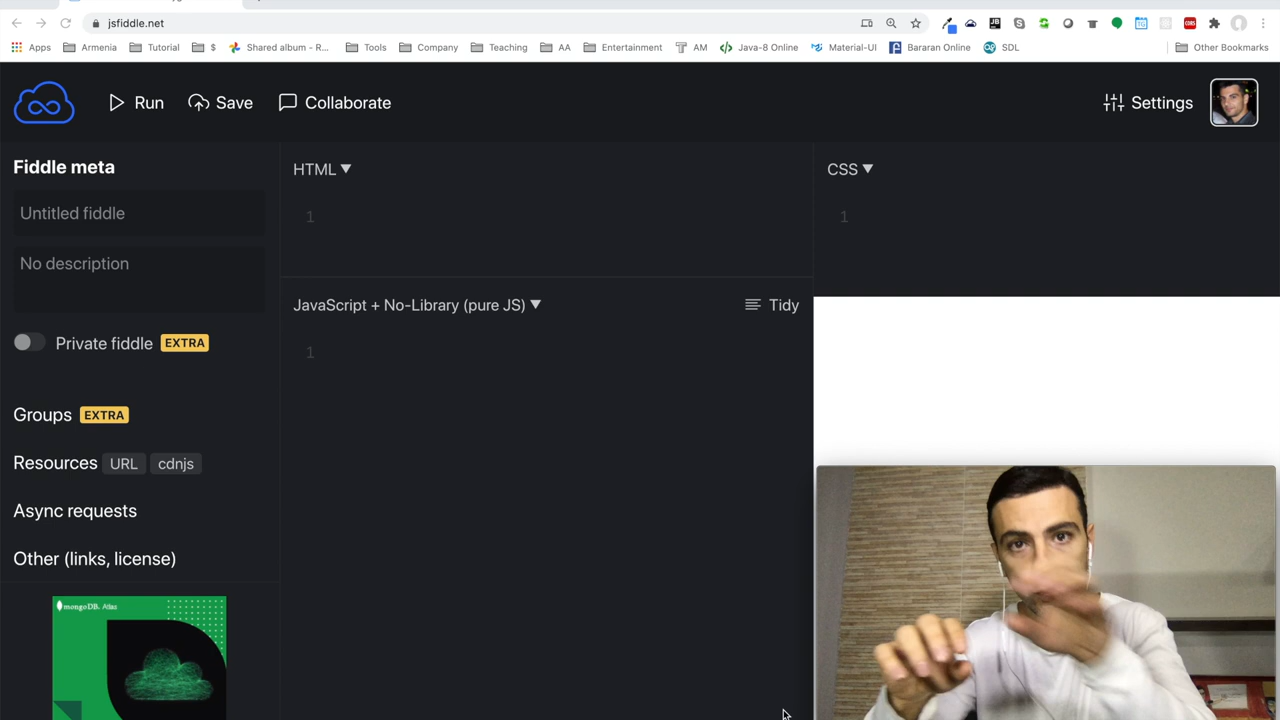 jsfiddle.net
Apps Armenia Tutorial $ Shared album - R... Tools Company Teaching AA Entertainment AM Java-8 Online Material-UI Bararan Online SDL Other Bookmarks
Run Save Collaborate Settings
Fiddle meta
Untitled fiddle
No description
Private fiddle EXTRA
Groups EXTRA
Resources URL cdnjs
Async requests
Other (links, license)
mongoDB. Atlas
HTML
1
CSS
1
JavaScript + No-Library (pure JS) Tidy
1